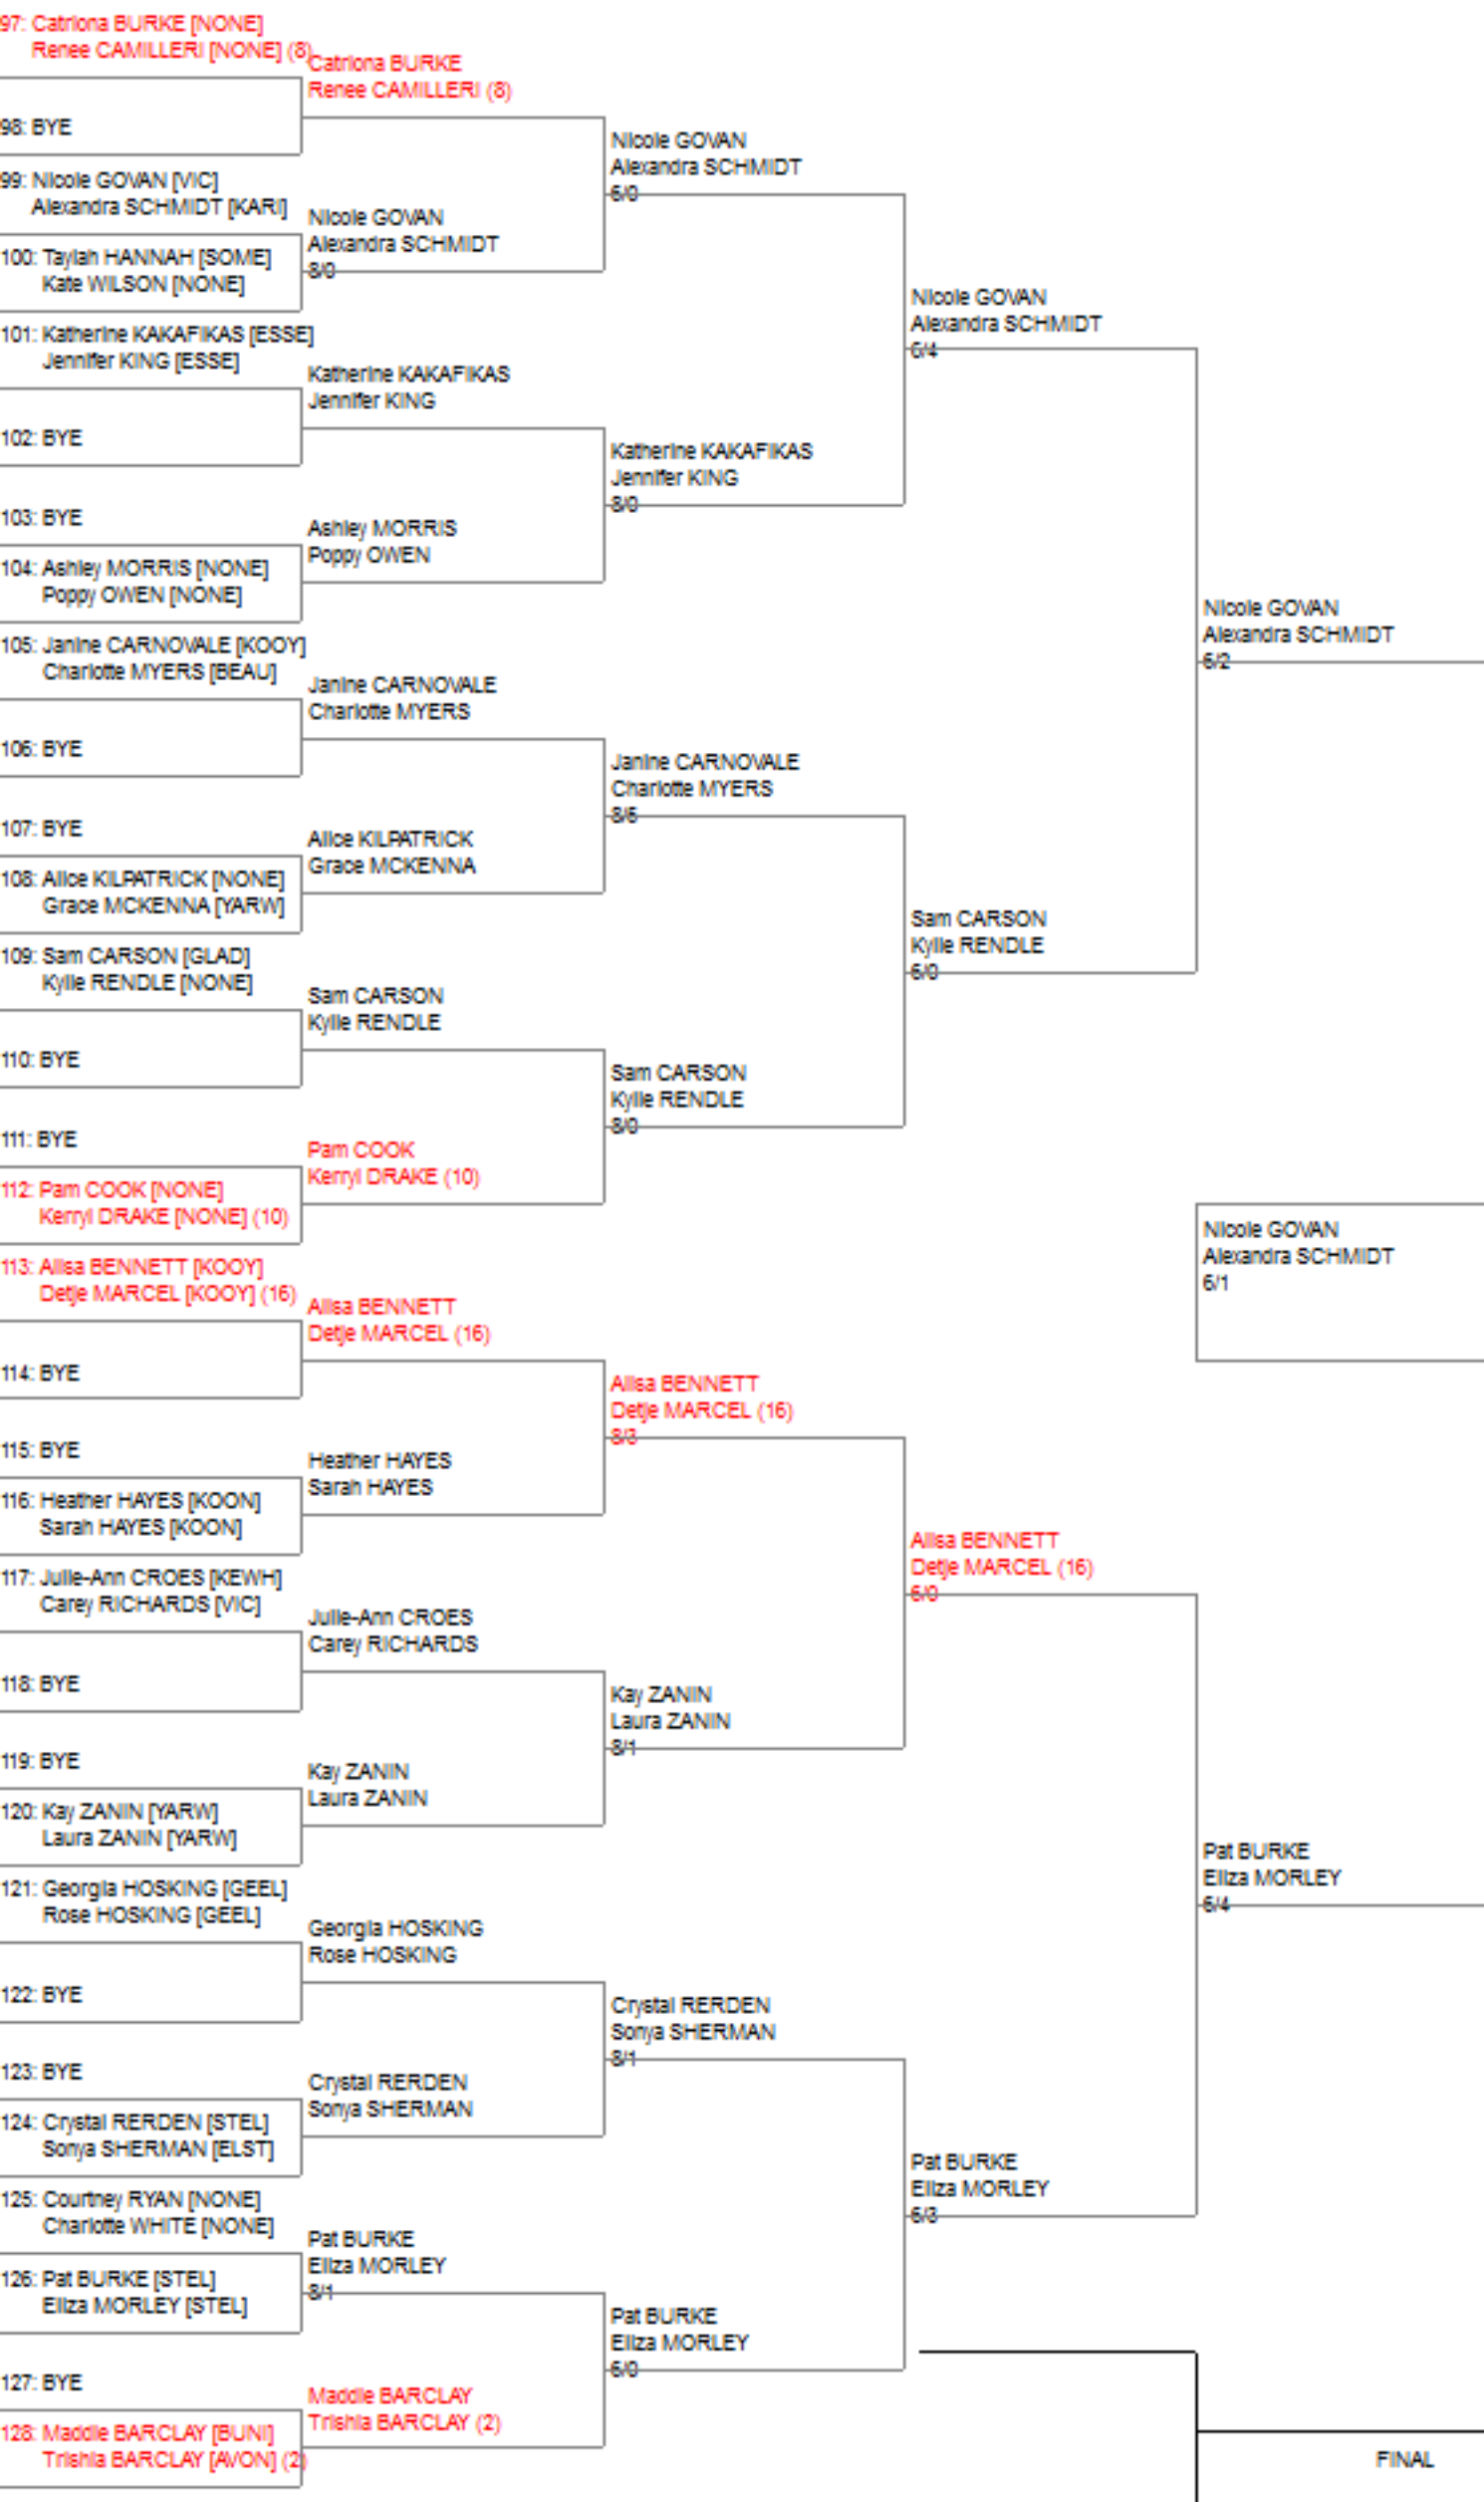 97: Catriona BURKE [NONE]
Renee CAMILLERI [NONE] (8)
98: BYE
99: Nicole GOVAN [VIC]
Alexandra SCHMIDT [KARI]
100: Taylah HANNAH [SOME]
Kate WILSON [NONE]
101: Katherine KAKAFIKAS [ESSE]
Jennifer KING [ESSE]
102: BYE
103: BYE
104: Ashley MORRIS [NONE]
Poppy OWEN [NONE]
105: Janine CARNOVALE [KOOY]
Charlotte MYERS [BEAU]
106: BYE
107: BYE
108: Alice KILPATRICK [NONE]
Grace MCKENNA [YARW]
109: Sam CARSON [GLAD]
Kylie RENDLE [NONE]
110: BYE
111: BYE
112: Pam COOK [NONE]
Kerryl DRAKE [NONE] (10)
113: Alisa BENNETT [KOOY]
Detje MARCEL [KOOY] (16)
114: BYE
115: BYE
116: Heather HAYES [KOON]
Sarah HAYES [KOON]
117: Julie-Ann CROES [KEWH]
Carey RICHARDS [VIC]
118: BYE
119: BYE
120: Kay ZANIN [YARW]
Laura ZANIN [YARW]
121: Georgia HOSKING [GEEL]
Rose HOSKING [GEEL]
122: BYE
123: BYE
124: Crystal RERDEN [STEL]
Sonya SHERMAN [ELST]
125: Courtney RYAN [NONE]
Charlotte WHITE [NONE]
126: Pat BURKE [STEL]
Eliza MORLEY [STEL]
127: BYE
128: Maddie BARCLAY [BUNI]
Trishia BARCLAY [AVON] (2)
Catriona BURKE
Renee CAMILLERI (8)
Nicole GOVAN
Alexandra SCHMIDT
8/0
Katherine KAKAFIKAS
Jennifer KING
Ashley MORRIS
Poppy OWEN
Janine CARNOVALE
Charlotte MYERS
Alice KILPATRICK
Grace MCKENNA
Sam CARSON
Kylie RENDLE
Pam COOK
Kerryl DRAKE (10)
Alisa BENNETT
Detje MARCEL (16)
Heather HAYES
Sarah HAYES
Julie-Ann CROES
Carey RICHARDS
Kay ZANIN
Laura ZANIN
Georgia HOSKING
Rose HOSKING
Crystal RERDEN
Sonya SHERMAN
Pat BURKE
Eliza MORLEY
8/1
Maddie BARCLAY
Trishia BARCLAY (2)
Nicole GOVAN
Alexandra SCHMIDT
6/0
Katherine KAKAFIKAS
Jennifer KING
8/0
Janine CARNOVALE
Charlotte MYERS
Sam CARSON
Kylie RENDLE
8/0
Alisa BENNETT
Detje MARCEL (16)
8/3
Kay ZANIN
Laura ZANIN
8/1
Crystal RERDEN
Sonya SHERMAN
8/1
Pat BURKE
Eliza MORLEY
6/0
Nicole GOVAN
Alexandra SCHMIDT
6/4
Sam CARSON
Kylie RENDLE
6/0
Alisa BENNETT
Detje MARCEL (16)
6/0
Pat BURKE
Eliza MORLEY
6/3
Nicole GOVAN
Alexandra SCHMIDT
6/2
Nicole GOVAN
Alexandra SCHMIDT
6/1
Pat BURKE
Eliza MORLEY
6/4
FINAL